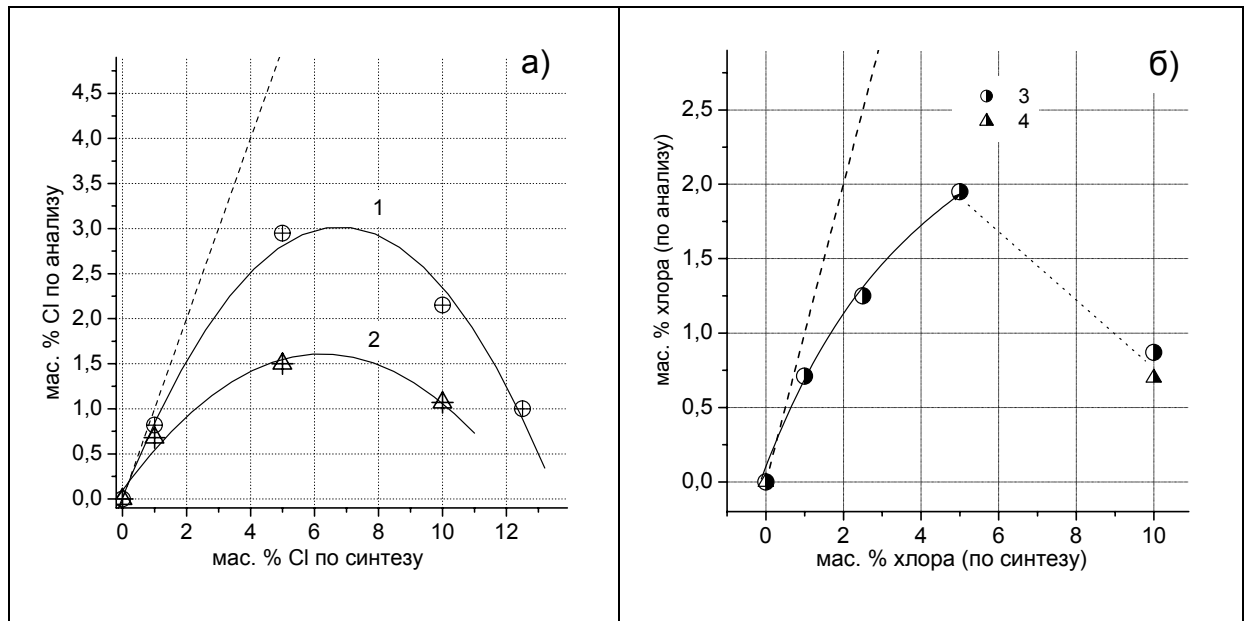 а)
4,5
4,0
3,5
3,0
2,5
2,0
1,5
1,0
0,5
0,0
1
2
0 2 4 6 8 10 12
мас. % Cl по синтезу
мас. % Cl по анализу
б)
3
4
2,5
2,0
1,5
1,0
0,5
0,0
0 2 4 6 8 10
мас. % хлора (по синтезу)
мас. % хлора (по анализу)